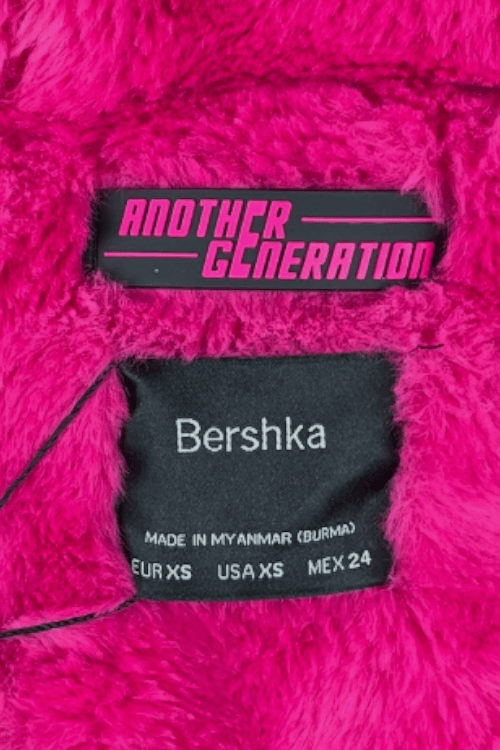 ANOTHER
GENERATION
Bershka
MADE IN MYANMAR (BURMA)
EUR XS USA XS MEX 24